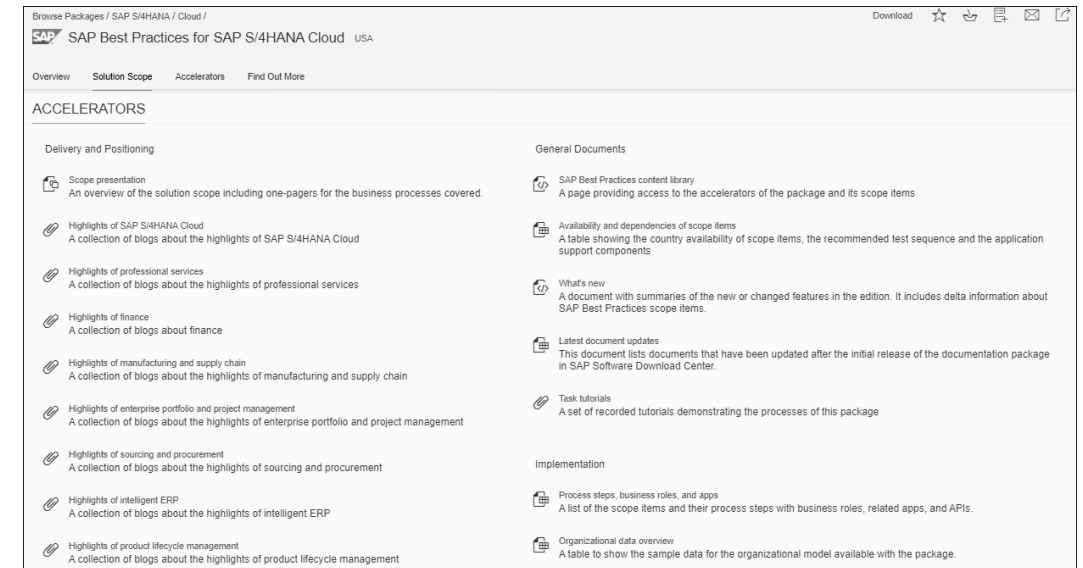 Browse Packages / SAP S/4HANA / Cloud /
Download
SAP SAP Best Practices for SAP S/4HANA Cloud USA
Overview Solution Scope Accelerators Find Out More
ACCELERATORS
Delivery and Positioning
Scope presentation
An overview of the solution scope including one-pagers for the business processes covered.
Highlights of SAP S/4HANA Cloud
A collection of blogs about the highlights of SAP S/4HANA Cloud
Highlights of professional services
A collection of blogs about the highlights of professional services
Highlights of finance
A collection of blogs about finance
Highlights of manufacturing and supply chain
A collection of blogs about the highlights of manufacturing and supply chain
Highlights of enterprise portfolio and project management
A collection of blogs about the highlights of enterprise portfolio and project management
Highlights of sourcing and procurement
A collection of blogs about the highlights of sourcing and procurement
Highlights of intelligent ERP
A collection of blogs about the highlights of intelligent ERP
Highlights of product lifecycle management
A collection of blogs about the highlights of product lifecycle management
General Documents
SAP Best Practices content library
A page providing access to the accelerators of the package and its scope items
Availability and dependencies of scope items
A table showing the country availability of scope items, the recommended test sequence and the application
support components
What's new
A document with summaries of the new or changed features in the edition. It includes delta information about
SAP Best Practices scope items.
Latest document updates
This document lists documents that have been updated after the initial release of the documentation package
in SAP Software Download Center.
Task tutorials
A set of recorded tutorials demonstrating the processes of this package
Implementation
Process steps, business roles, and apps
A list of the scope items and their process steps with business roles, related apps, and APIs.
Organizational data overview
A table to show the sample data for the organizational model available with the package.